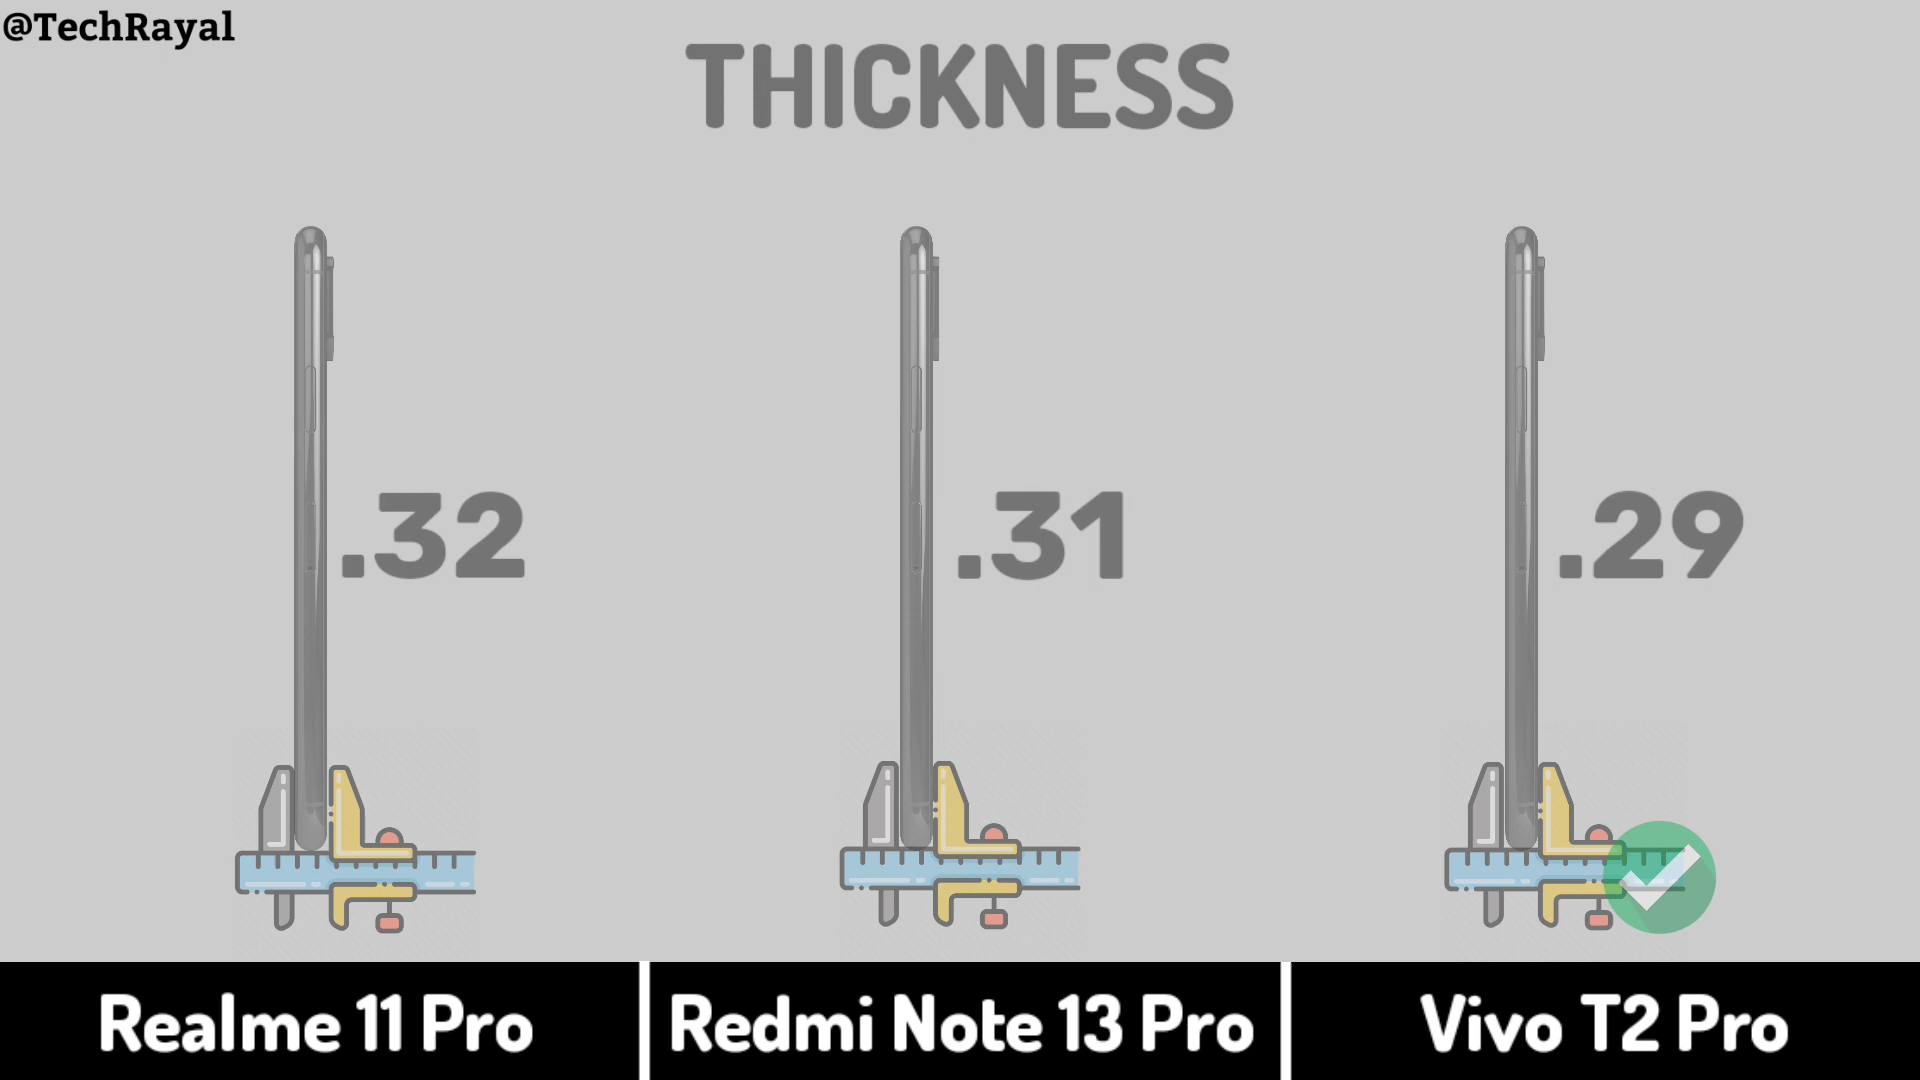 @TechRayal
THICKNESS
.32
.31
.29
Realme 11 Pro
Redmi Note 13 Pro
Vivo T2 Pro